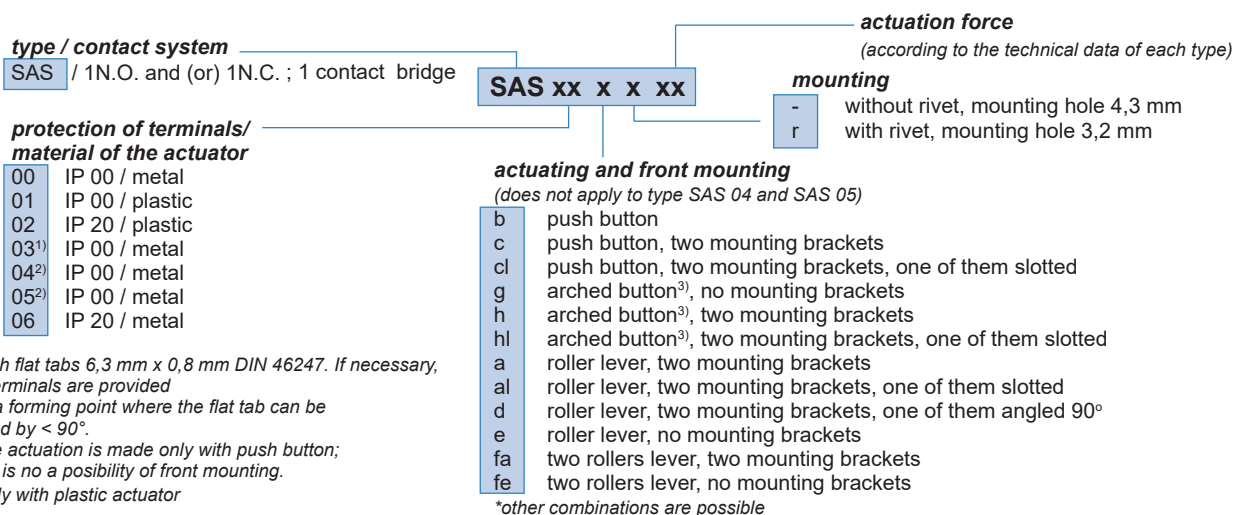 actuation force
(according to the technical data of each type)
type / contact system
SAS / 1N.O. and (or) 1N.C. ; 1 contact bridge
SAS xx x x xx
mounting
- without rivet, mounting hole 4,3 mm
r with rivet, mounting hole 3,2 mm
protection of terminals/
material of the actuator
00 IP 00 / metal
01 IP 00 / plastic
02 IP 20 / plastic
03¹⁾ IP 00 / metal
04²⁾ IP 00 / metal
05²⁾ IP 00 / metal
06 IP 20 / metal
flat tabs 6,3 mm x 0,8 mm DIN 46247. If necessary,
terminals are provided
a forming point where the flat tab can be
by < 90°.
actuation is made only with push button;
is no a posibility of front mounting.
with plastic actuator
actuating and front mounting
(does not apply to type SAS 04 and SAS 05)
b push button
c push button, two mounting brackets
cl push button, two mounting brackets, one of them slotted
g arched button³⁾, no mounting brackets
h arched button³⁾, two mounting brackets
hl arched button³⁾, two mounting brackets, one of them slotted
a roller lever, two mounting brackets
al roller lever, two mounting brackets, one of them slotted
d roller lever, two mounting brackets, one of them angled 90°
e roller lever, no mounting brackets
fa two rollers lever, two mounting brackets
fe two rollers lever, no mounting brackets
*other combinations are possible